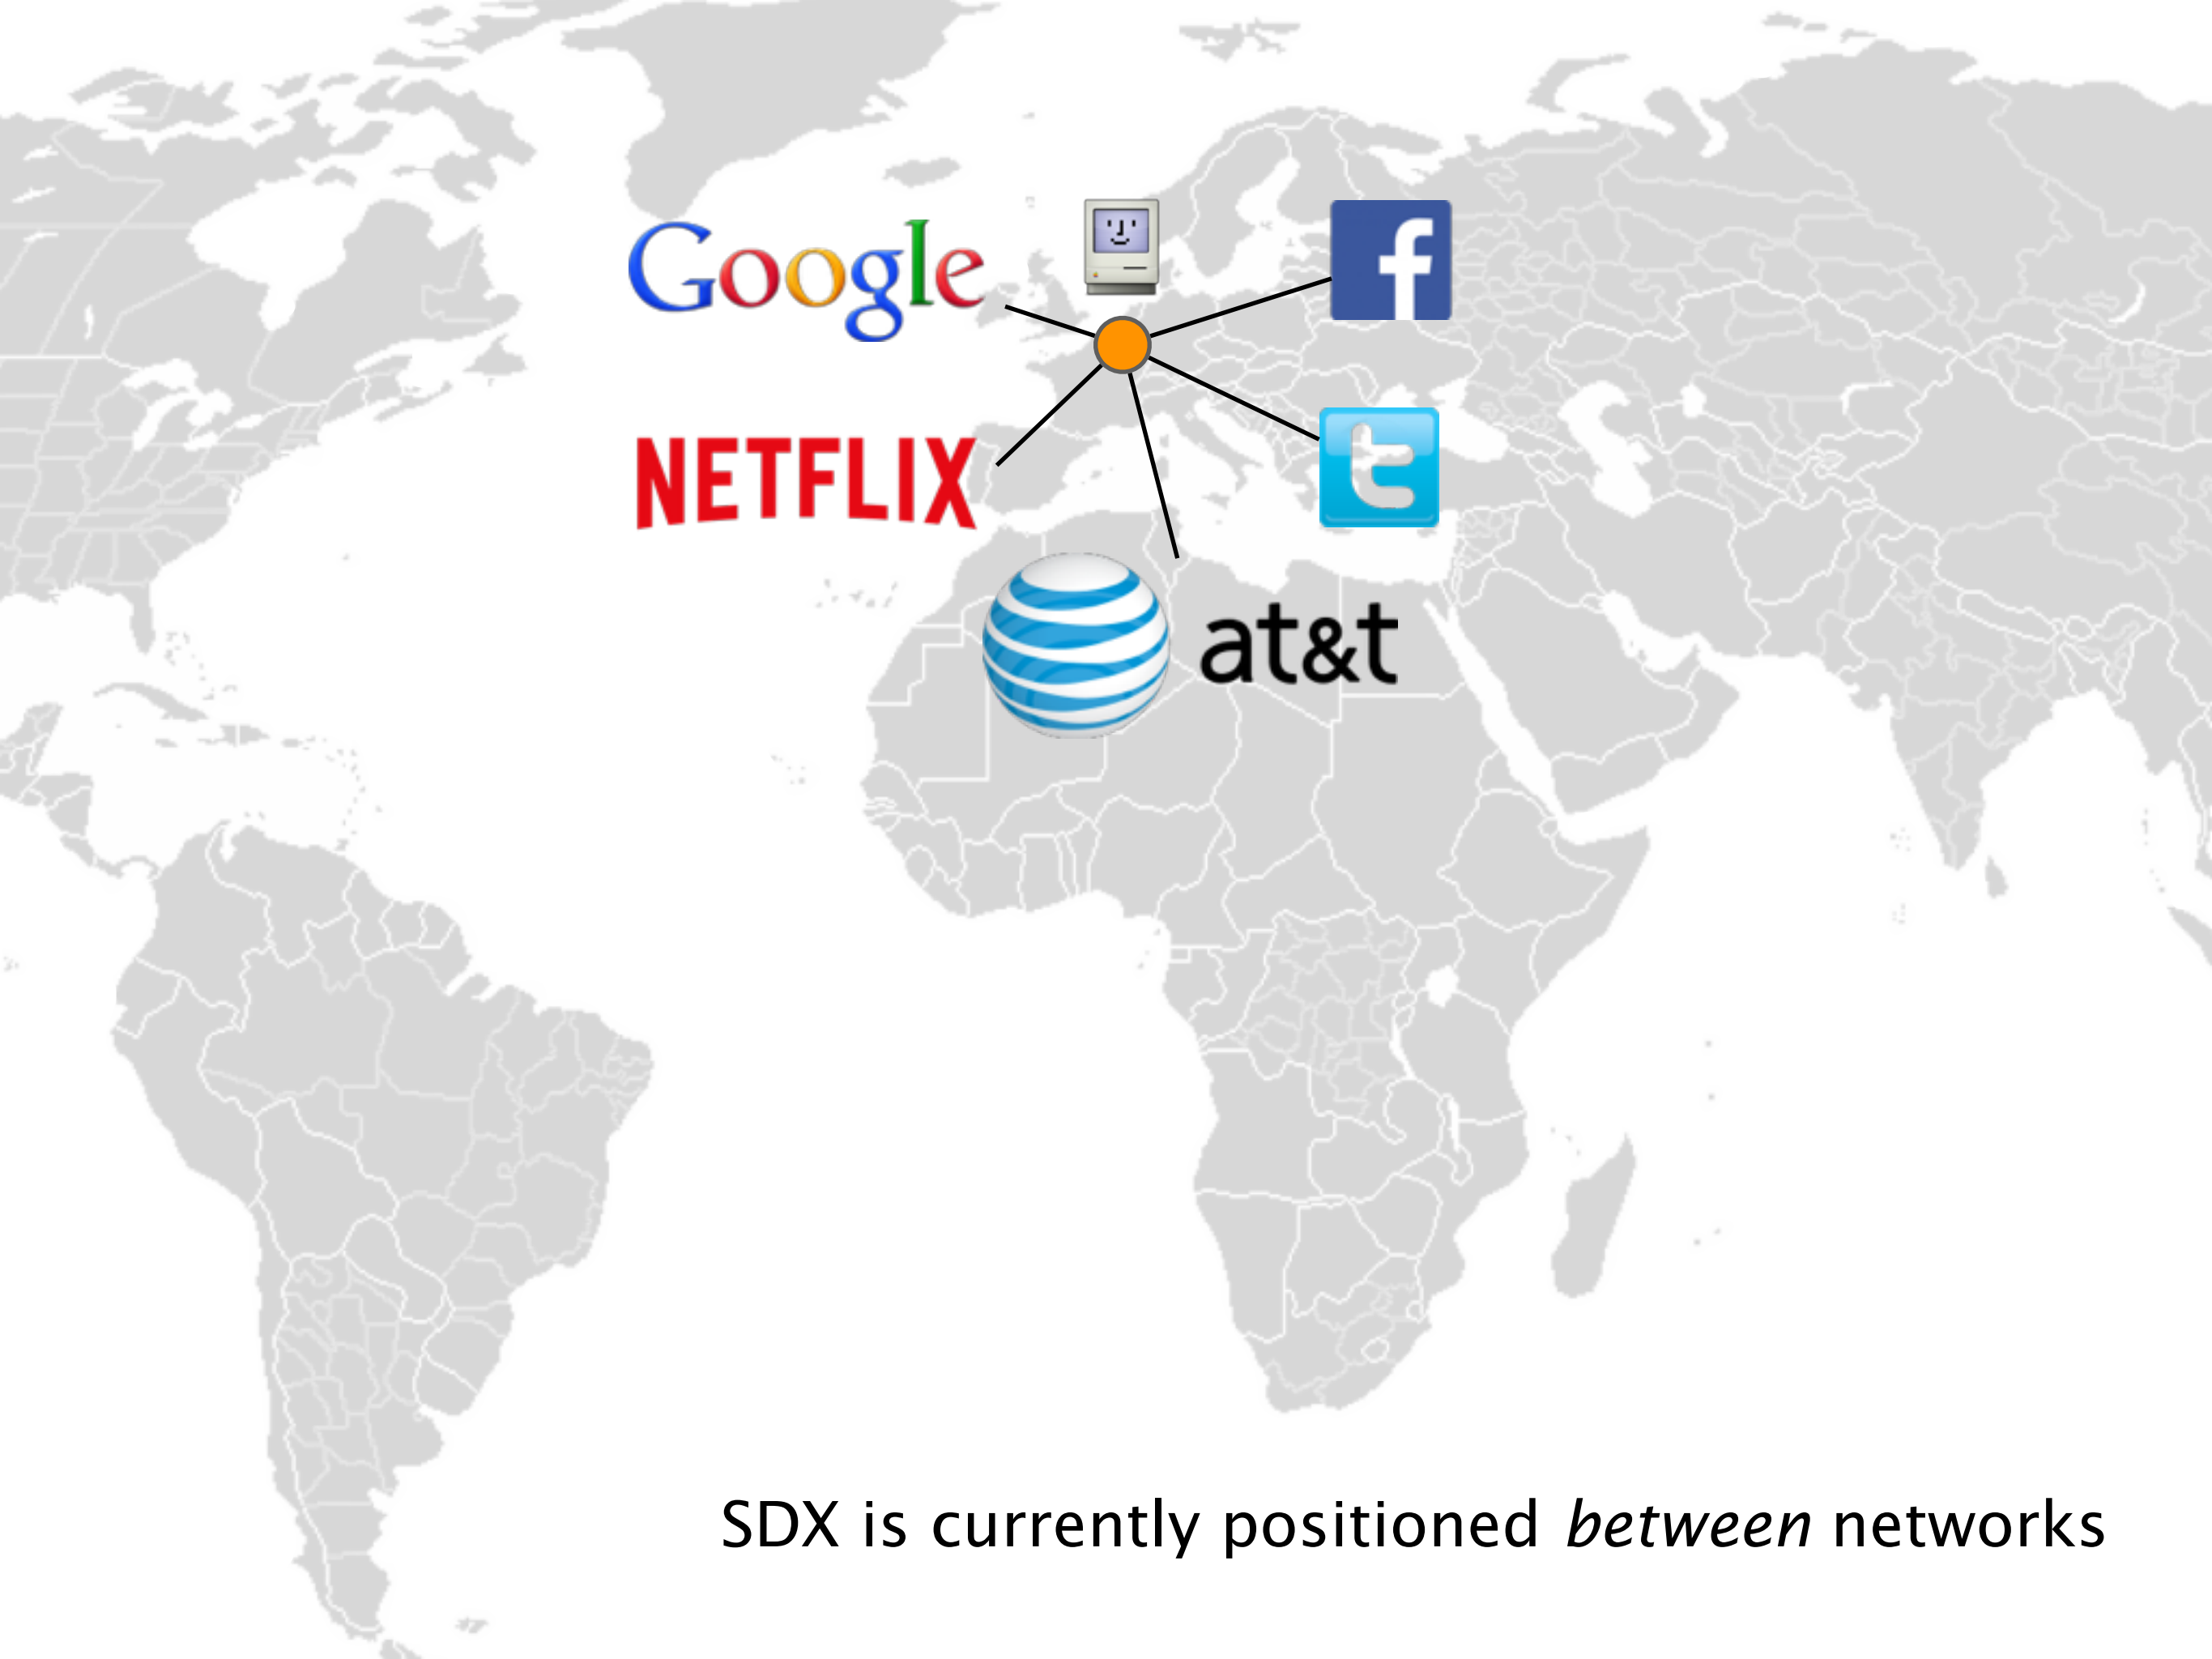 Google
f
NETFLIX
t
at&t
SDX is currently positioned between networks